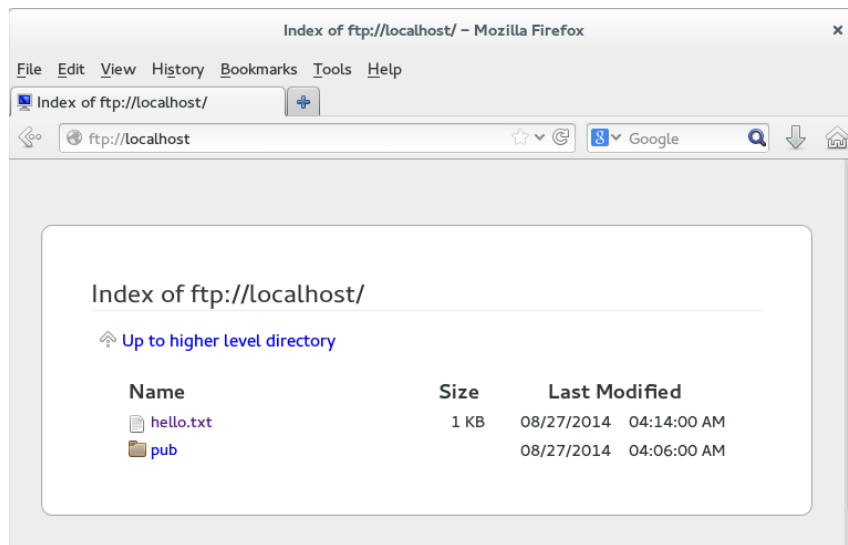 Index of ftp://localhost/ – Mozilla Firefox
File Edit View History Bookmarks Tools Help
Index of ftp://localhost/
ftp://localhost 8 Google
Index of ftp://localhost/
Up to higher level directory
Name Size Last Modified
hello.txt 1 KB 08/27/2014 04:14:00 AM
pub 08/27/2014 04:06:00 AM